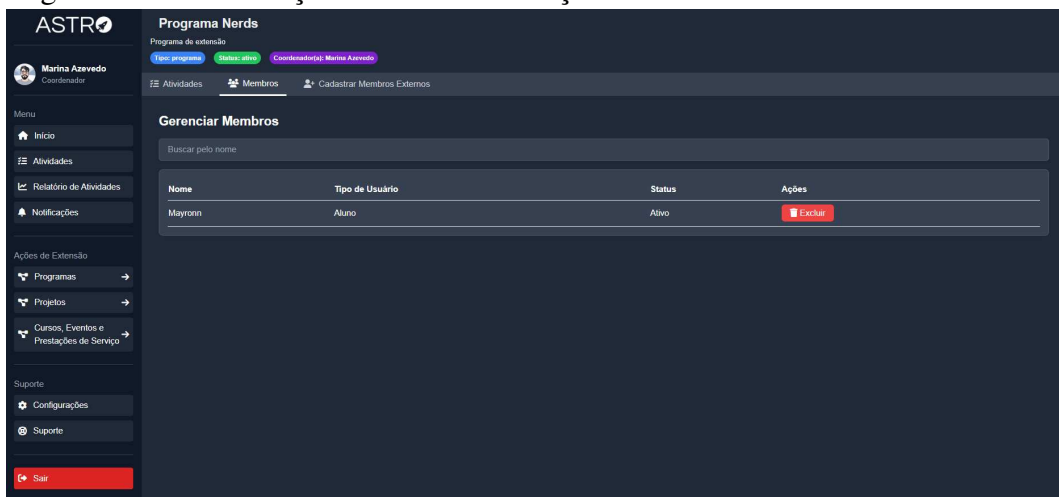 ASTRO
Marina Azevedo
Coordenador
Menu
Início
Atividades
Relatório de Atividades
Notificações
Ações de Extensão
Programas
Projetos
Cursos, Eventos e
Prestações de Serviço
Suporte
Configurações
Suporte
Sair
Programa Nerds
Programa de extensão
Tipo: programa Status: ativo Coordenador(a): Marina Azevedo
Atividades Membros Cadastrar Membros Externos
Gerenciar Membros
Buscar pelo nome
Nome Tipo de Usuário Status Ações
Mayronn Aluno Ativo Excluir